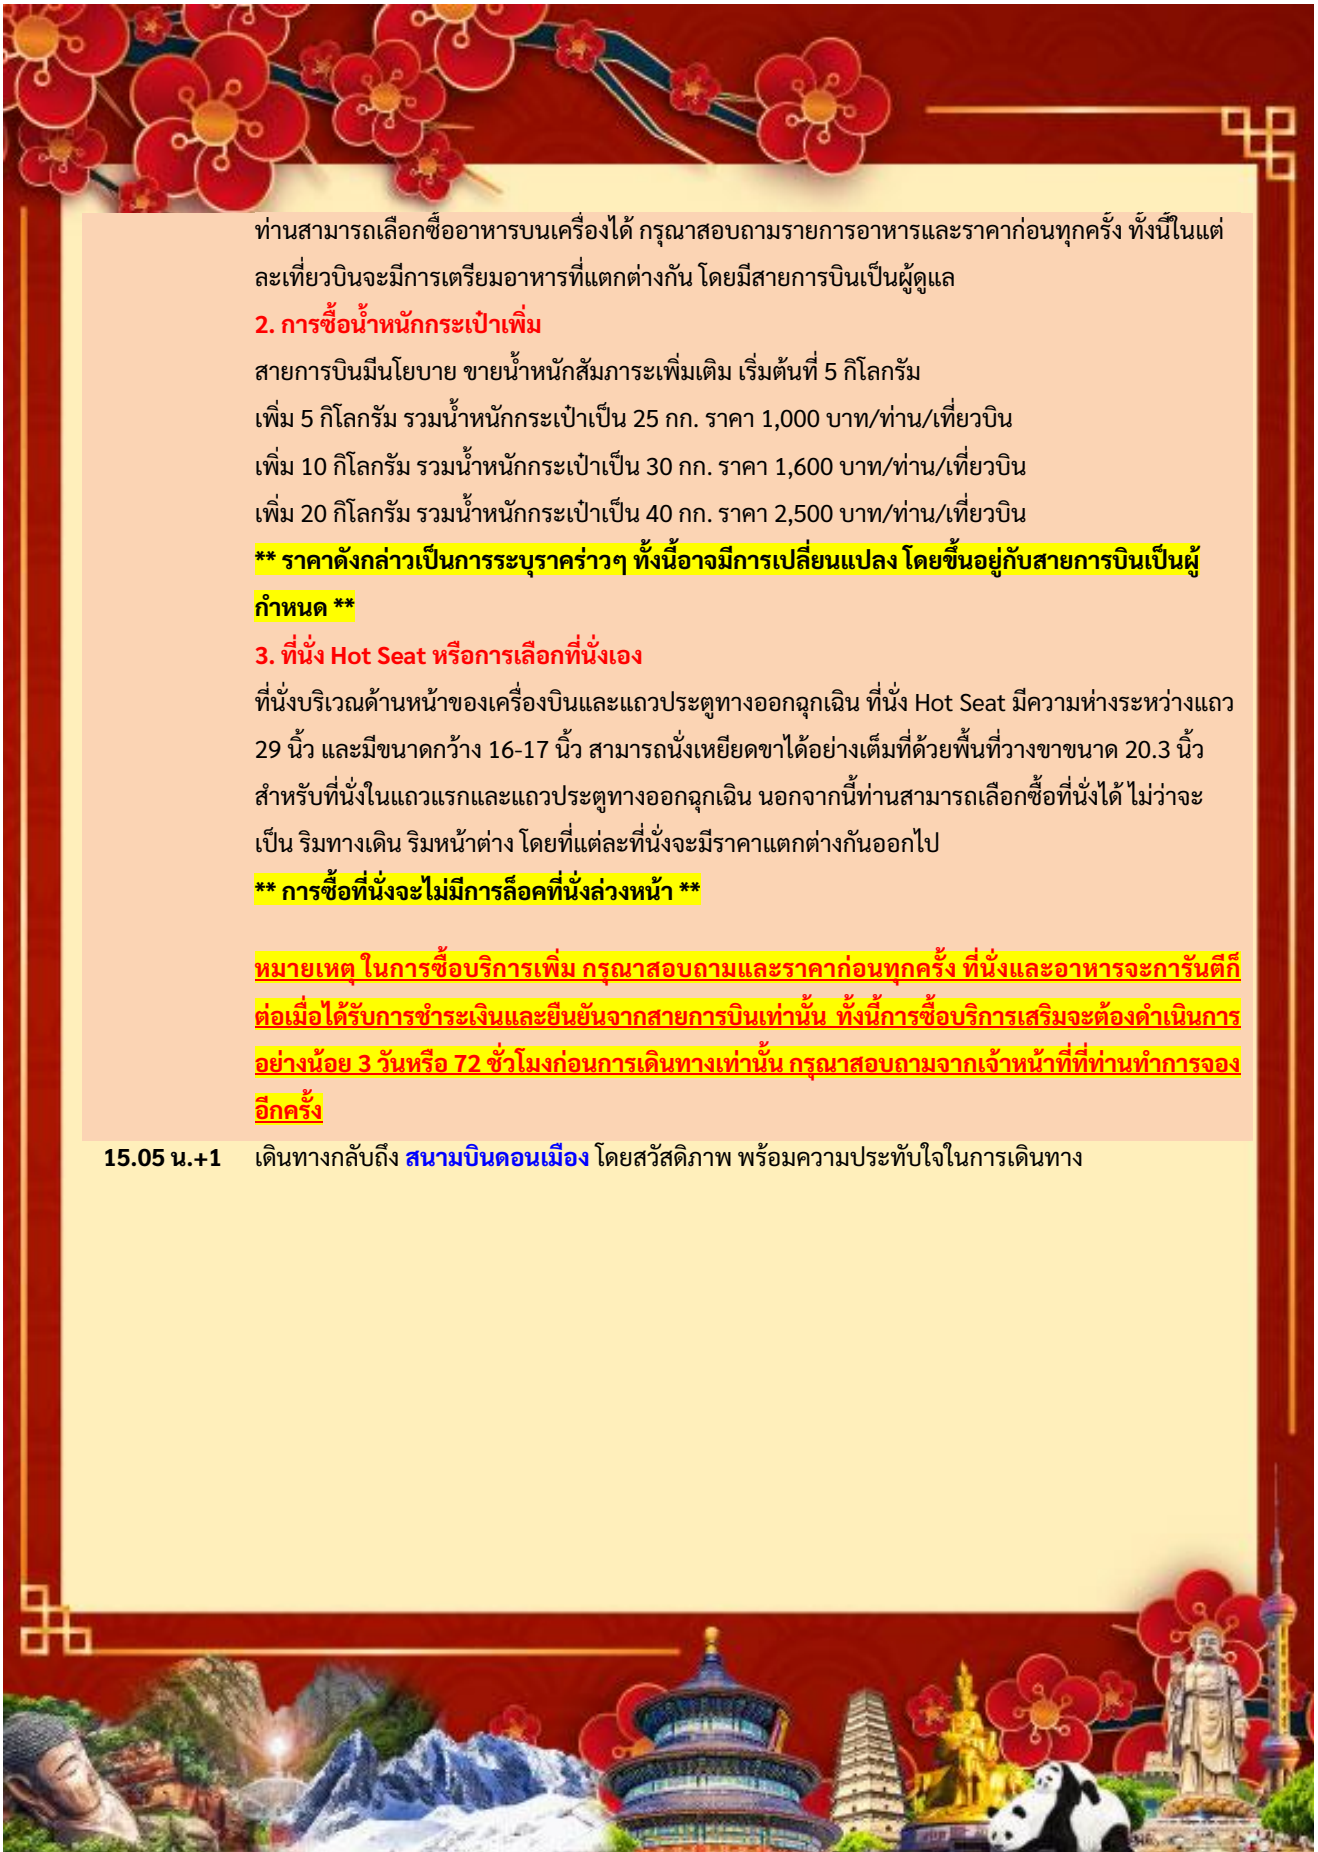 ท่านสามารถเลือกซื้ออาหารบนเครื่องได้ กรุณาสอบถามรายการอาหารและราคาก่อนทุกครั้ง ทั้งนี้ในแต่
ละเที่ยวบินจะมีการเตรียมอาหารที่แตกต่างกัน โดยมีสายการบินเป็นผู้ดูแล
2. การซื้อน้ำหนักกระเป๋าเพิ่ม
สายการบินมีนโยบาย ขายน้ำหนักสัมภาระเพิ่มเติม เริ่มต้นที่ 5 กิโลกรัม
เพิ่ม 5 กิโลกรัม รวมน้ำหนักกระเป๋าเป็น 25 กก. ราคา 1,000 บาท/ท่าน/เที่ยวบิน
เพิ่ม 10 กิโลกรัม รวมน้ำหนักกระเป๋าเป็น 30 กก. ราคา 1,600 บาท/ท่าน/เที่ยวบิน
เพิ่ม 20 กิโลกรัม รวมน้ำหนักกระเป๋าเป็น 40 กก. ราคา 2,500 บาท/ท่าน/เที่ยวบิน
** ราคาดังกล่าวเป็นการระบุราคร่าวๆ ทั้งนี้อาจมีการเปลี่ยนแปลง โดยขึ้นอยู่กับสายการบินเป็นผู้
กำหนด **
3. ที่นั่ง Hot Seat หรือการเลือกที่นั่งเอง
ที่นั่งบริเวณด้านหน้าของเครื่องบินและแถวประตูทางออกฉุกเฉิน ที่นั่ง Hot Seat มีความห่างระหว่างแถว
29 นิ้ว และมีขนาดกว้าง 16-17 นิ้ว สามารถนั่งเหยียดขาได้อย่างเต็มที่ด้วยพื้นที่วางขาขนาด 20.3 นิ้ว
สำหรับที่นั่งในแถวแรกและแถวประตูทางออกฉุกเฉิน นอกจากนี้ท่านสามารถเลือกซื้อที่นั่งได้ ไม่ว่าจะ
เป็น ริมทางเดิน ริมหน้าต่าง โดยที่แต่ละที่นั่งจะมีราคาแตกต่างกันออกไป
** การซื้อที่นั่งจะไม่มีการล็อคที่นั่งล่วงหน้า **
หมายเหตุ ในการซื้อบริการเพิ่ม กรุณาสอบถามและราคาก่อนทุกครั้ง ที่นั่งและอาหารจะการันตีก็
ต่อเมื่อได้รับการชำระเงินและยืนยันจากสายการบินเท่านั้น ทั้งนี้การซื้อบริการเสริมจะต้องดำเนินการ
อย่างน้อย 3 วันหรือ 72 ชั่วโมงก่อนการเดินทางเท่านั้น กรุณาสอบถามจากเจ้าหน้าที่ที่ท่านทำการจอง
อีกครั้ง
15.05 น.+1 เดินทางกลับถึง สนามบินดอนเมือง โดยสวัสดิภาพ พร้อมความประทับใจในการเดินทาง